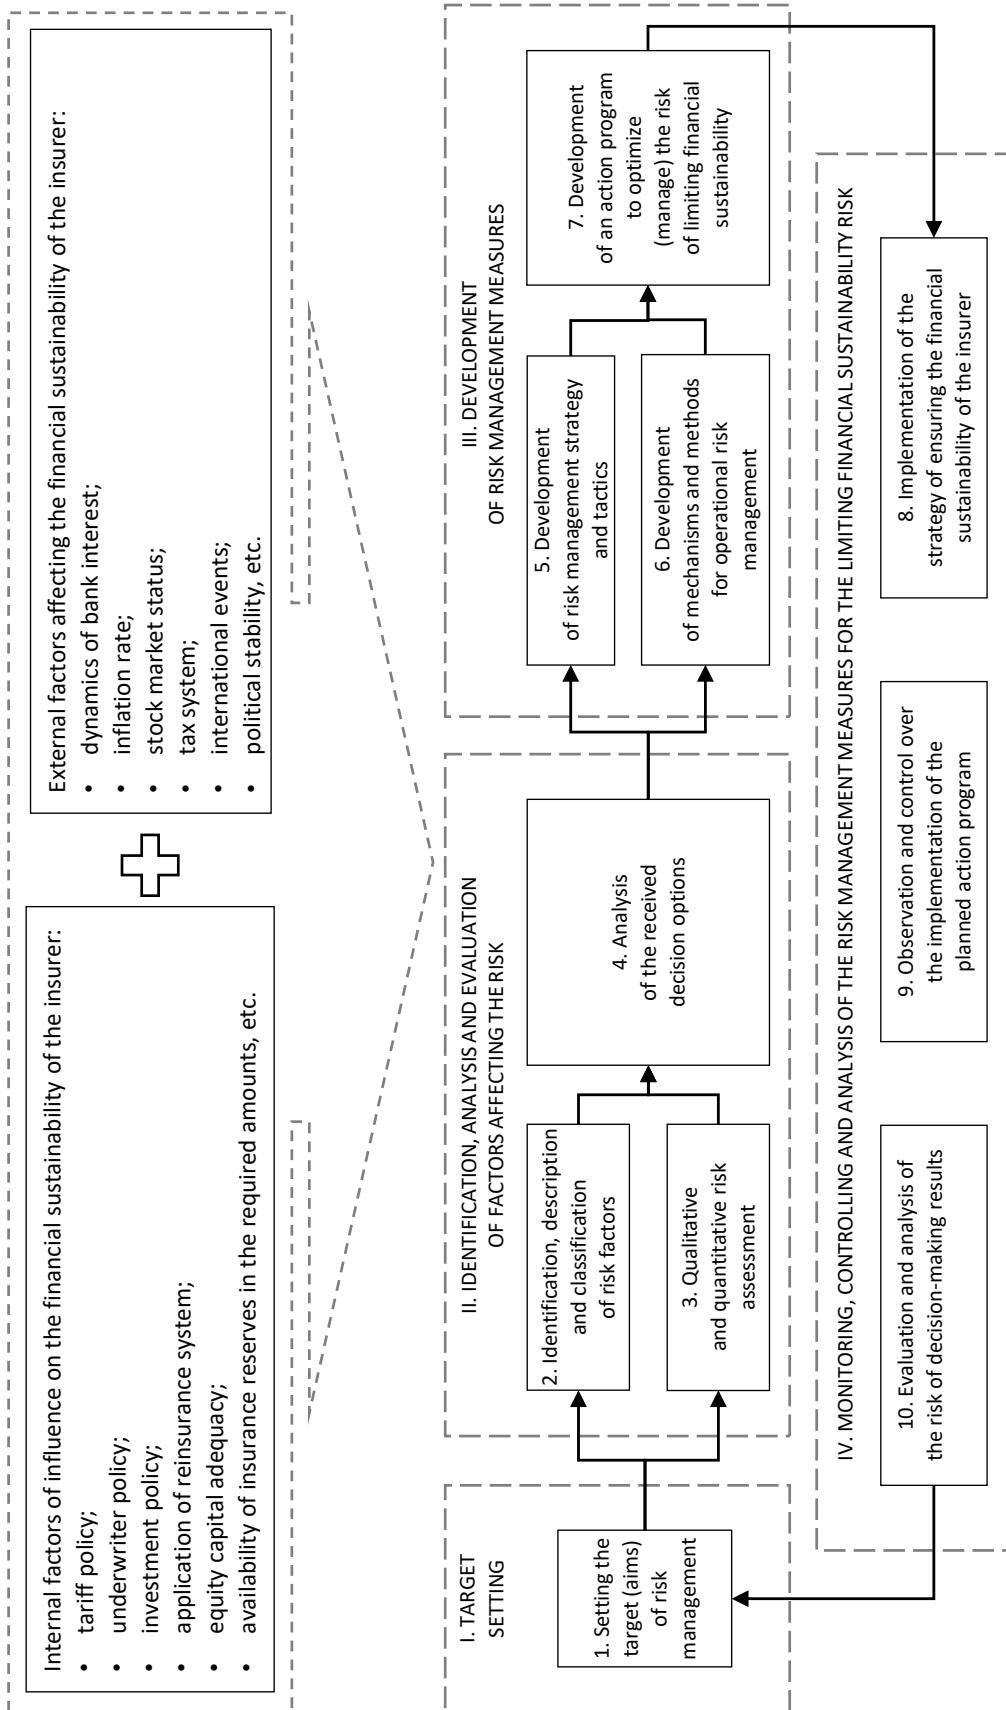 Internal factors of influence on the financial sustainability of the insurer:
• tariff policy;
• underwriter policy;
• investment policy;
• application of reinsurance system;
• equity capital adequacy;
• availability of insurance reserves in the required amounts, etc.
External factors affecting the financial sustainability of the insurer:
• dynamics of bank interest;
• inflation rate;
• stock market status;
• tax system;
• international events;
• political stability, etc.
I. TARGET
SETTING
1. Setting the
target (aims)
of risk
management
II. IDENTIFICATION, ANALYSIS AND EVALUATION
OF FACTORS AFFECTING THE RISK
2. Identification, description
and classification
of risk factors
3. Qualitative
and quantitative risk
assessment
4. Analysis
of the received
decision options
III. DEVELOPMENT
OF RISK MANAGEMENT MEASURES
5. Development
of risk management strategy
and tactics
6. Development
of mechanisms and methods
for operational risk
management
7. Development
of an action program
to optimize
(manage) the risk
of limiting financial
sustainability
IV. MONITORING, CONTROLLING AND ANALYSIS OF THE RISK MANAGEMENT MEASURES FOR THE LIMITING FINANCIAL SUSTAINABILITY RISK
10. Evaluation and analysis of
the risk of decision-making results
9. Observation and control over
the implementation of the
planned action program
8. Implementation of the
strategy of ensuring the financial
sustainability of the insurer